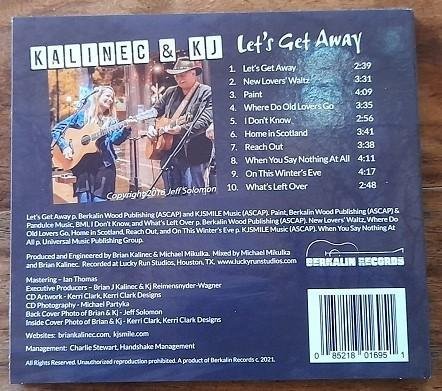 KALINEC & KJ
Let's Get Away
1. Let's Get Away 2:39
2. New Lovers' Waltz 3:31
3. Paint 4:09
4. Where Do Old Lovers Go 3:35
5. I Don't Know 2:56
6. Home in Scotland 3:41
7. Reach Out 3:38
8. When You Say Nothing At All 4:11
9. On This Winter's Eve 4:17
10. What's Left Over 2:48
Copyright2016 Jeff Solomon
Let's Get Away p. Berkalin Wood Publishing (ASCAP) and KJSMILE Music (ASCAP). Paint, Berkalin Wood Publishing (ASCAP) &
Pandulce Music, BMI, I Don't Know, and What's Left Over p. Berkalin Wood Publishing (ASCAP). New Lovers' Waltz, Where Do
Old Lovers Go, Home in Scotland, Reach Out, and On This Winter's Eve p. KJSMILE Music (ASCAP). When You Say Nothing At
All p. Universal Music Publishing Group.
Produced and Engineered by Brian Kalinec & Michael Mikulka. Mixed by Michael Mikulka
and Brian Kalinec. Recorded at Lucky Run Studios, Houston, TX, www.luckyrunstudios.com
BERKALIN RECORDS
Mastering – Ian Thomas
Executive Producers – Brian J Kalinec & Kj Reimensnyder-Wagner
CD Artwork - Kerri Clark, Kerri Clark Designs
CD Photography - Michael Partyka
Back Cover Photo of Brian & Kj - Jeff Solomon
Inside Cover Photo of Brian & Kj - Kerri Clark, Kerri Clark Designs
Websites: briankalinec.com, kjsmile.com
Management: Charlie Stewart, Handshake Management
All Rights Reserved. Unauthorized reproduction prohibited. A product of Berkalin Records c. 2021.
0 85218 01695 1